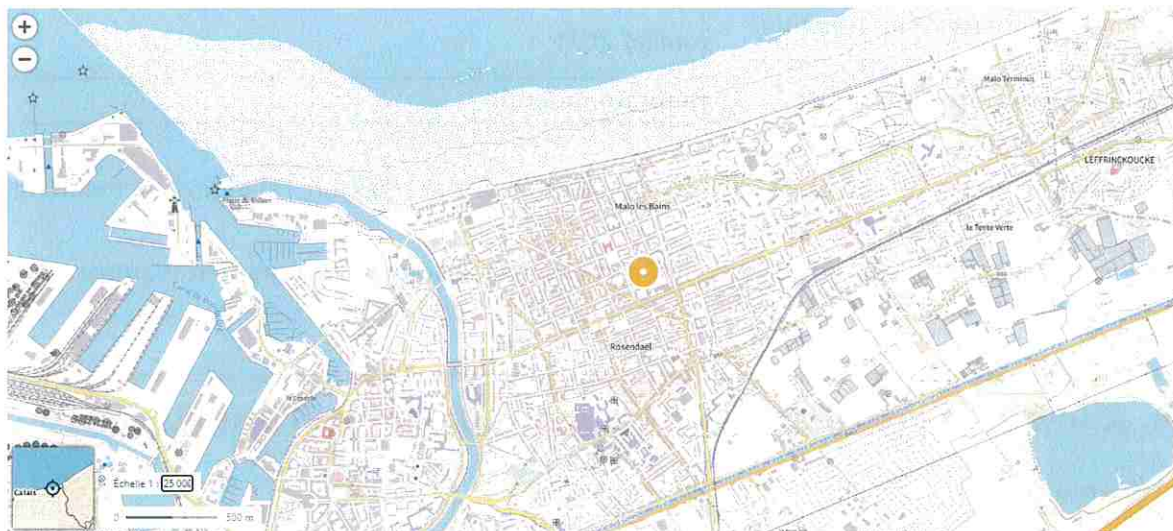 +
−
Malo Terminus
LEFFRINCKOUCKE
Malo les Bains
la Tente Verte
Rosendaël
Calais
Échelle 1 : 25 000
0 500 m